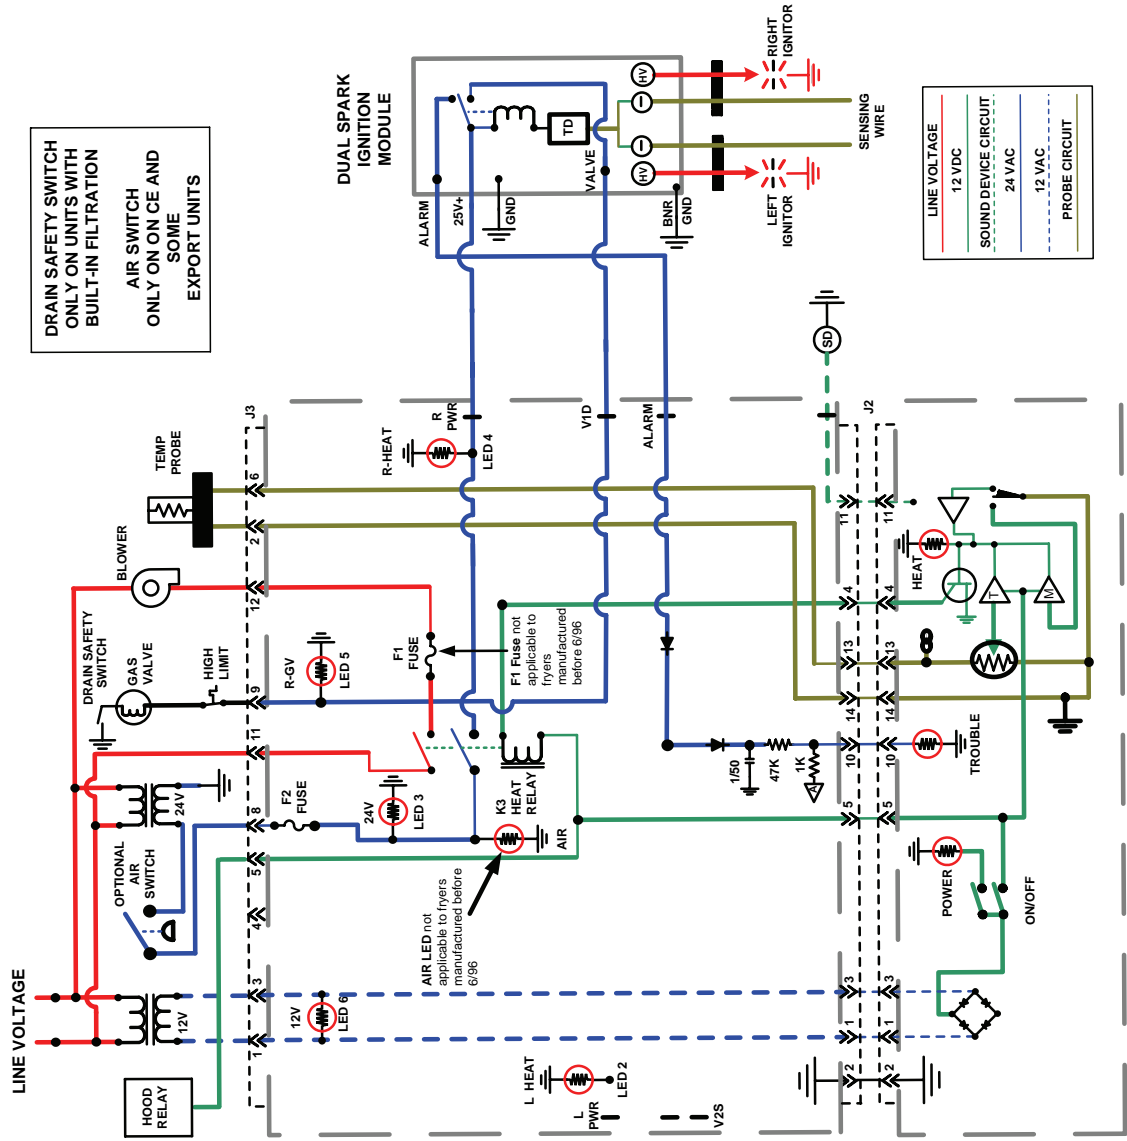 DRAIN SAFETY SWITCH
ONLY ON UNITS WITH
BUILT-IN FILTRATION
AIR SWITCH
ONLY ON ON CE AND
SOME
EXPORT UNITS
DUAL SPARK
IGNITION
MODULE
ALARM
25V+
GND
TD
VALVE
BNR
GND
HV
I
I
HV
RIGHT
IGNITOR
LEFT
IGNITOR
SENSING
WIRE
LINE VOLTAGE
12 VDC
SOUND DEVICE CIRCUIT
24 VAC
12 VAC
PROBE CIRCUIT
LINE VOLTAGE
HOOD
RELAY
12V
OPTIONAL
AIR
SWITCH
24V
DRAIN SAFETY
SWITCH
GAS
VALVE
HIGH
LIMIT
BLOWER
TEMP
PROBE
J3
1
3
4
5
8
11
9
12
2
6
12V
LED 6
F2
FUSE
24V
LED 3
R-GV
LED 5
F1
FUSE
F1 Fuse not
applicable to
fryers
manufactured
before 6/96
R-HEAT
LED 4
R
PWR
V1D
ALARM
K3
HEAT
RELAY
AIR
AIR LED not
applicable to fryers
manufactured before
6/96
L HEAT
LED 2
L
PWR
V2S
1/50
47K
1K
A
SD
J2
2
1
3
5
10
14
13
4
11
2
1
3
5
10
14
13
4
11
POWER
ON/OFF
TROUBLE
HEAT
T
M